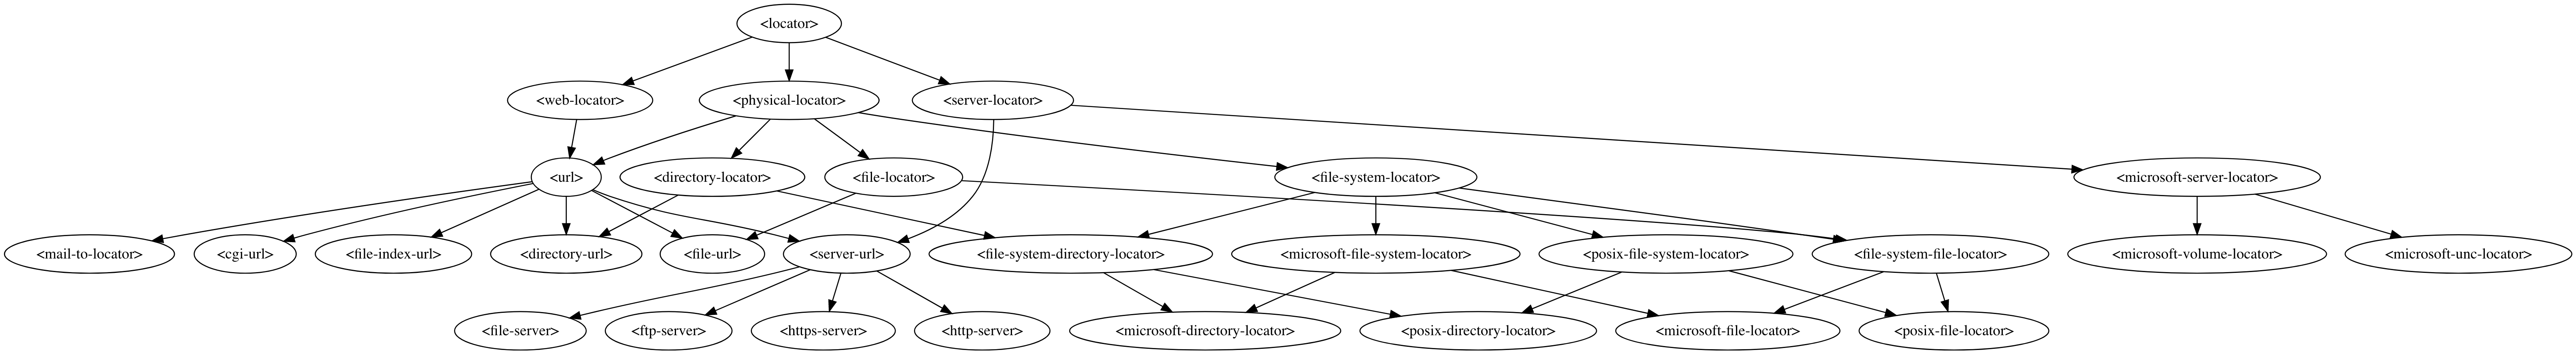 <locator>
<web-locator>
<physical-locator>
<server-locator>
<url>
<directory-locator>
<file-locator>
<file-system-locator>
<microsoft-server-locator>
<mail-to-locator>
<cgi-url>
<file-index-url>
<directory-url>
<file-url>
<server-url>
<file-system-directory-locator>
<microsoft-file-system-locator>
<posix-file-system-locator>
<file-system-file-locator>
<microsoft-volume-locator>
<microsoft-unc-locator>
<file-server>
<ftp-server>
<https-server>
<http-server>
<microsoft-directory-locator>
<posix-directory-locator>
<microsoft-file-locator>
<posix-file-locator>